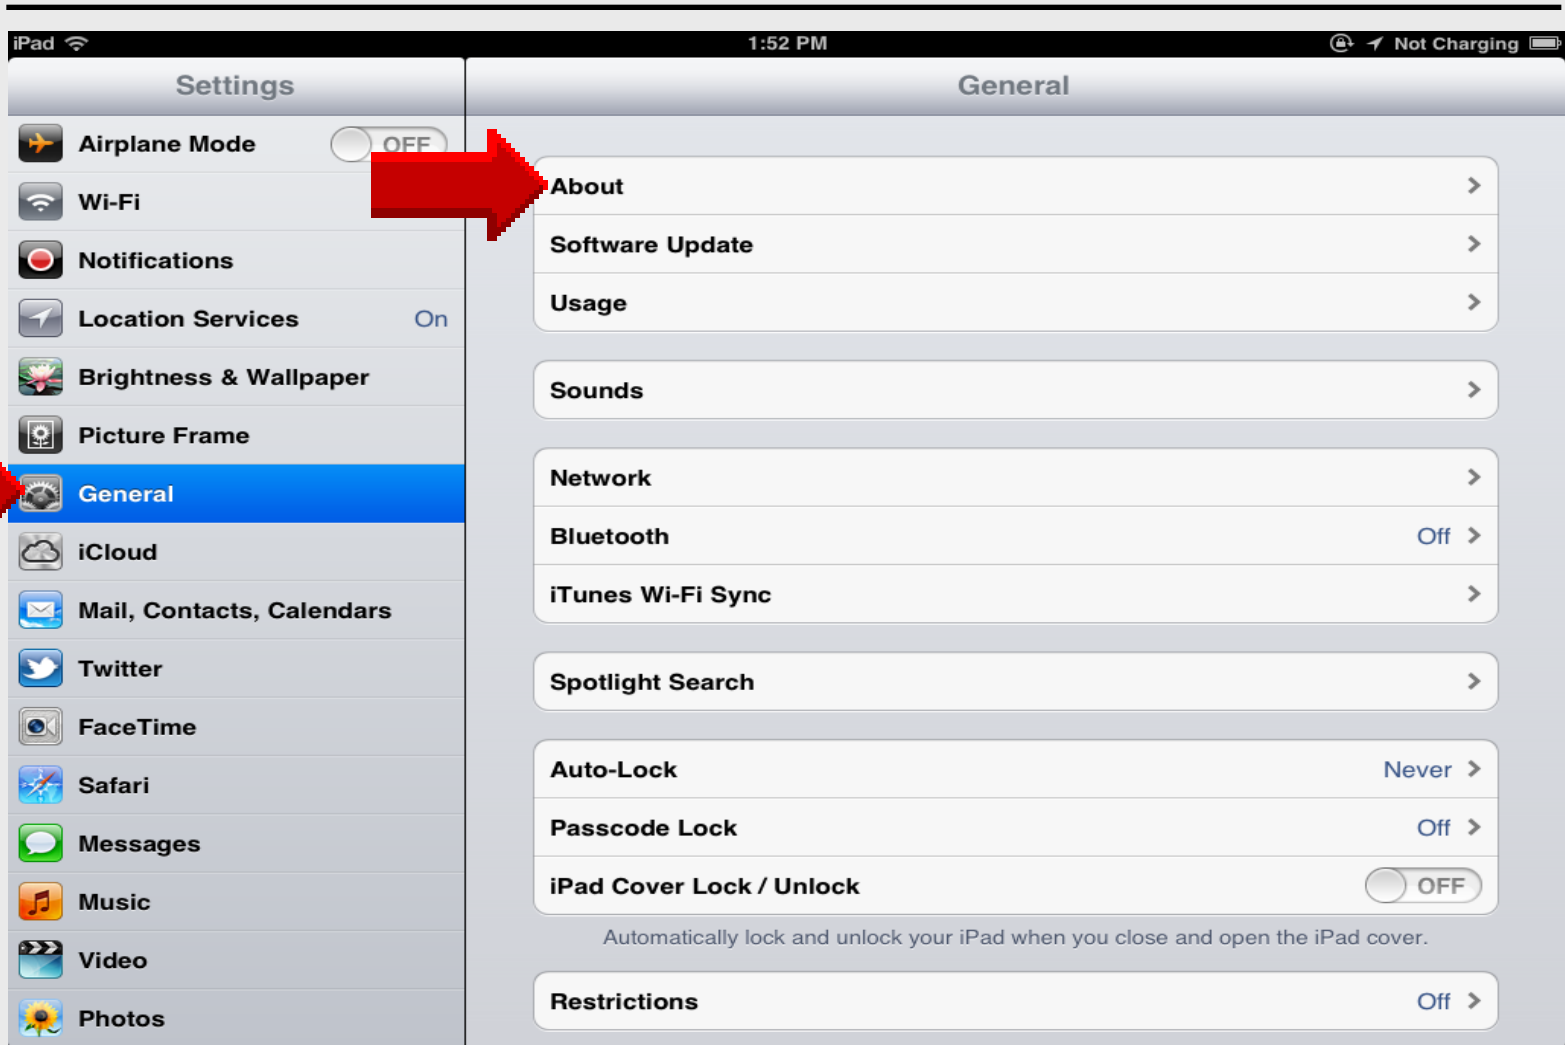 iPad 1:52 PM Not Charging
Settings
Airplane Mode OFF
Wi-Fi
Notifications
Location Services On
Brightness & Wallpaper
Picture Frame
General
iCloud
Mail, Contacts, Calendars
Twitter
FaceTime
Safari
Messages
Music
Video
Photos
General
About
Software Update
Usage
Sounds
Network
Bluetooth Off
iTunes Wi-Fi Sync
Spotlight Search
Auto-Lock Never
Passcode Lock Off
iPad Cover Lock / Unlock OFF
Automatically lock and unlock your iPad when you close and open the iPad cover.
Restrictions Off